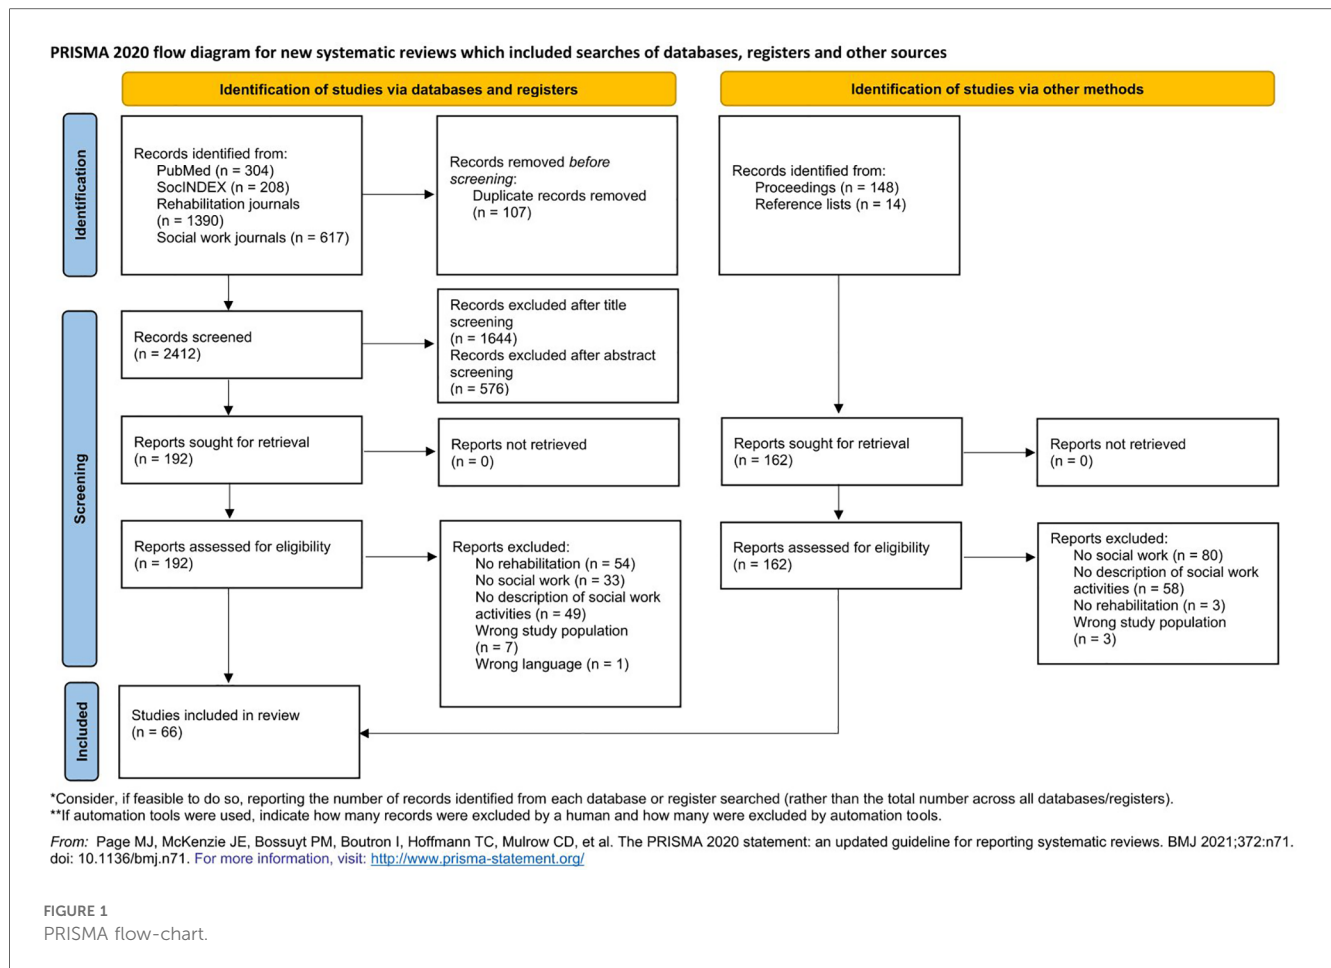 PRISMA 2020 flow diagram for new systematic reviews which included searches of databases, registers and other sources
Identification of studies via databases and registers
Identification of studies via other methods
Identification
Records identified from:
PubMed (n = 304)
SocINDEX (n = 208)
Rehabilitation journals
(n = 1390)
Social work journals (n = 617)
Records removed before
screening:
Duplicate records removed
(n = 107)
Records identified from:
Proceedings (n = 148)
Reference lists (n = 14)
Screening
Records screened
(n = 2412)
Records excluded after title
screening
(n = 1644)
Records excluded after abstract
screening
(n = 576)
Reports sought for retrieval
(n = 192)
Reports not retrieved
(n = 0)
Reports sought for retrieval
(n = 162)
Reports not retrieved
(n = 0)
Reports assessed for eligibility
(n = 192)
Reports excluded:
No rehabilitation (n = 54)
No social work (n = 33)
No description of social work
activities (n = 49)
Wrong study population
(n = 7)
Wrong language (n = 1)
Reports assessed for eligibility
(n = 162)
Reports excluded:
No social work (n = 80)
No description of social work
activities (n = 58)
No rehabilitation (n = 3)
Wrong study population
(n = 3)
Included
Studies included in review
(n = 66)
*Consider, if feasible to do so, reporting the number of records identified from each database or register searched (rather than the total number across all databases/registers).
**If automation tools were used, indicate how many records were excluded by a human and how many were excluded by automation tools.
From: Page MJ, McKenzie JE, Bossuyt PM, Boutron I, Hoffmann TC, Mulrow CD, et al. The PRISMA 2020 statement: an updated guideline for reporting systematic reviews. BMJ 2021;372:n71.
doi: 10.1136/bmj.n71. For more information, visit: http://www.prisma-statement.org/
FIGURE 1
PRISMA flow-chart.